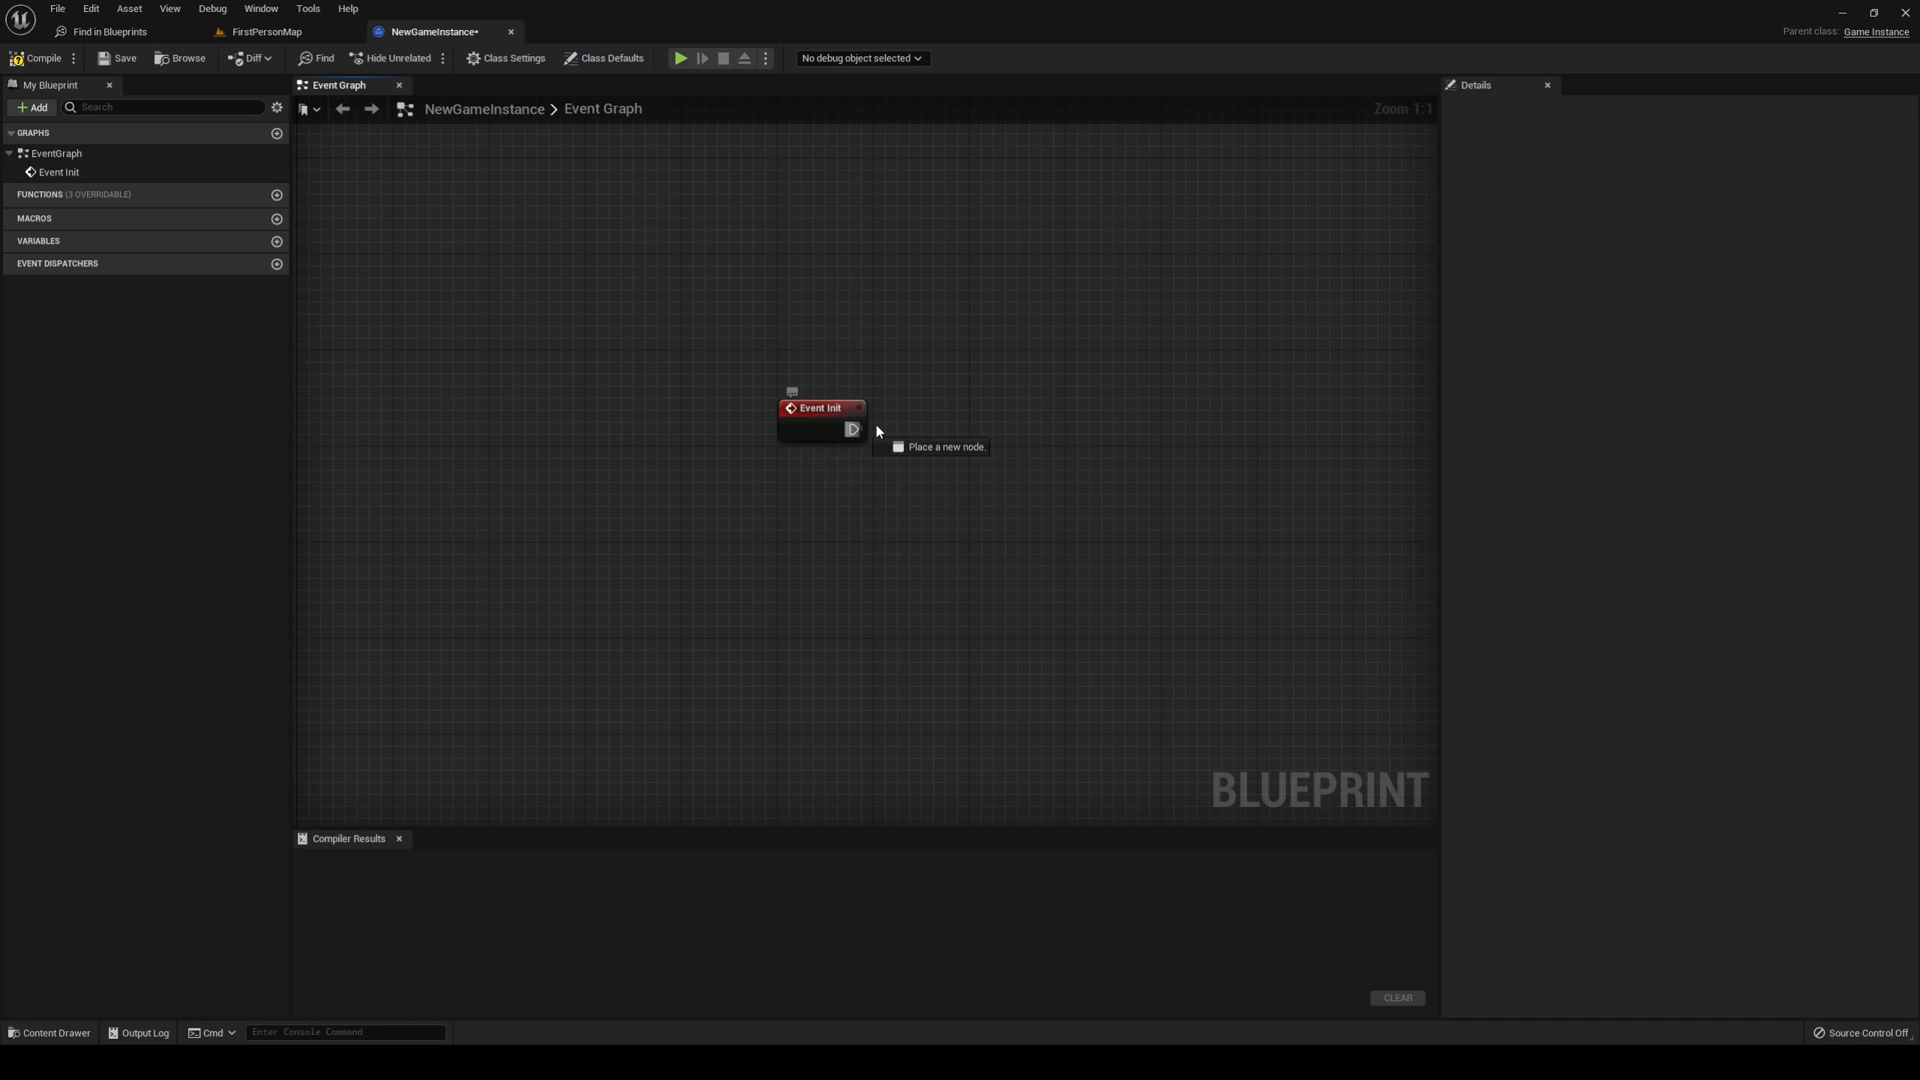 File Edit Asset View Debug Window Tools Help
Find in Blueprints FirstPersonMap NewGameInstance* Parent class: Game Instance
Compile Save Browse Diff Find Hide Unrelated Class Settings Class Defaults No debug object selected
My Blueprint Event Graph Details
Add Search NewGameInstance > Event Graph Zoom 1:1
GRAPHS
EventGraph
Event Init
FUNCTIONS (3 OVERRIDABLE)
MACROS
VARIABLES
EVENT DISPATCHERS
Event Init
Place a new node.
BLUEPRINT
Compiler Results
CLEAR
Content Drawer Output Log Cmd Enter Console Command Source Control Off